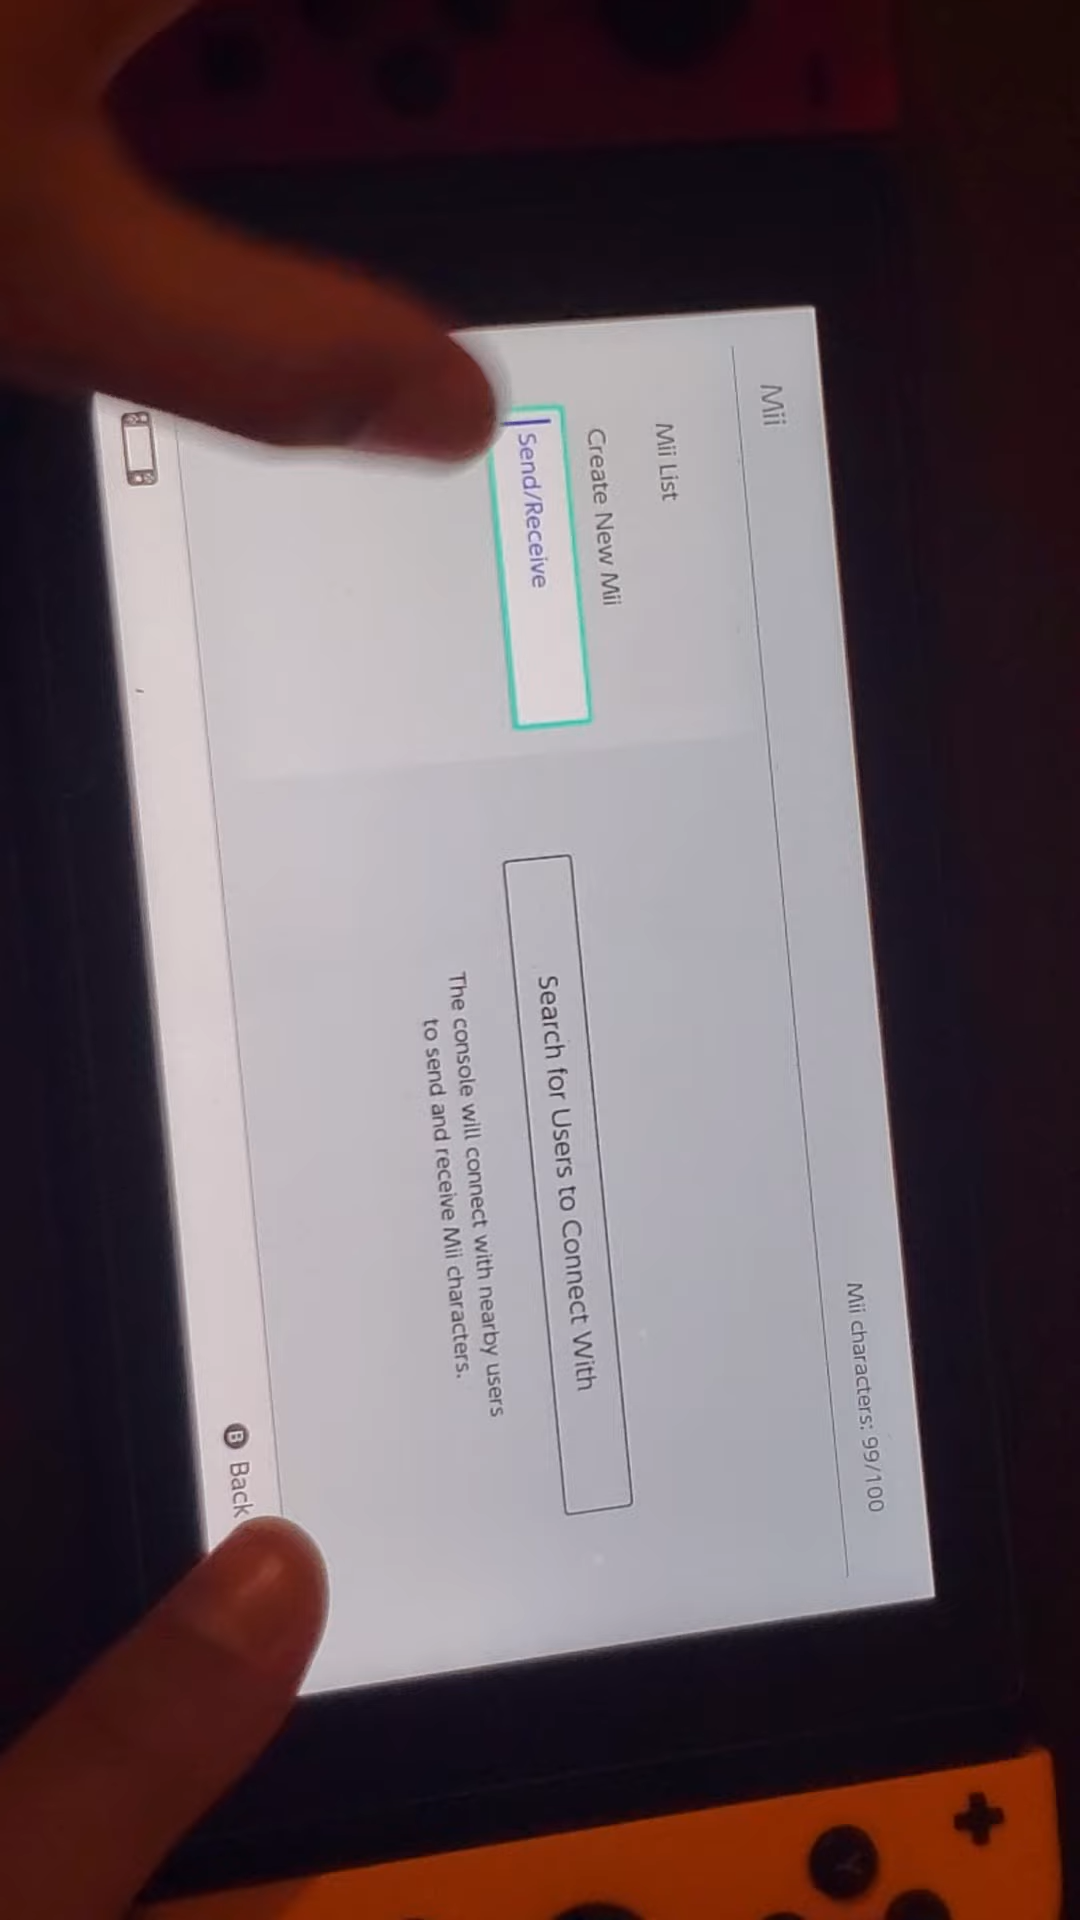 Mii
Mii characters: 99/100
Mii List
Create New Mii
Send/Receive
Search for Users to Connect With
The console will connect with nearby users
to send and receive Mii characters.
B Back
Y